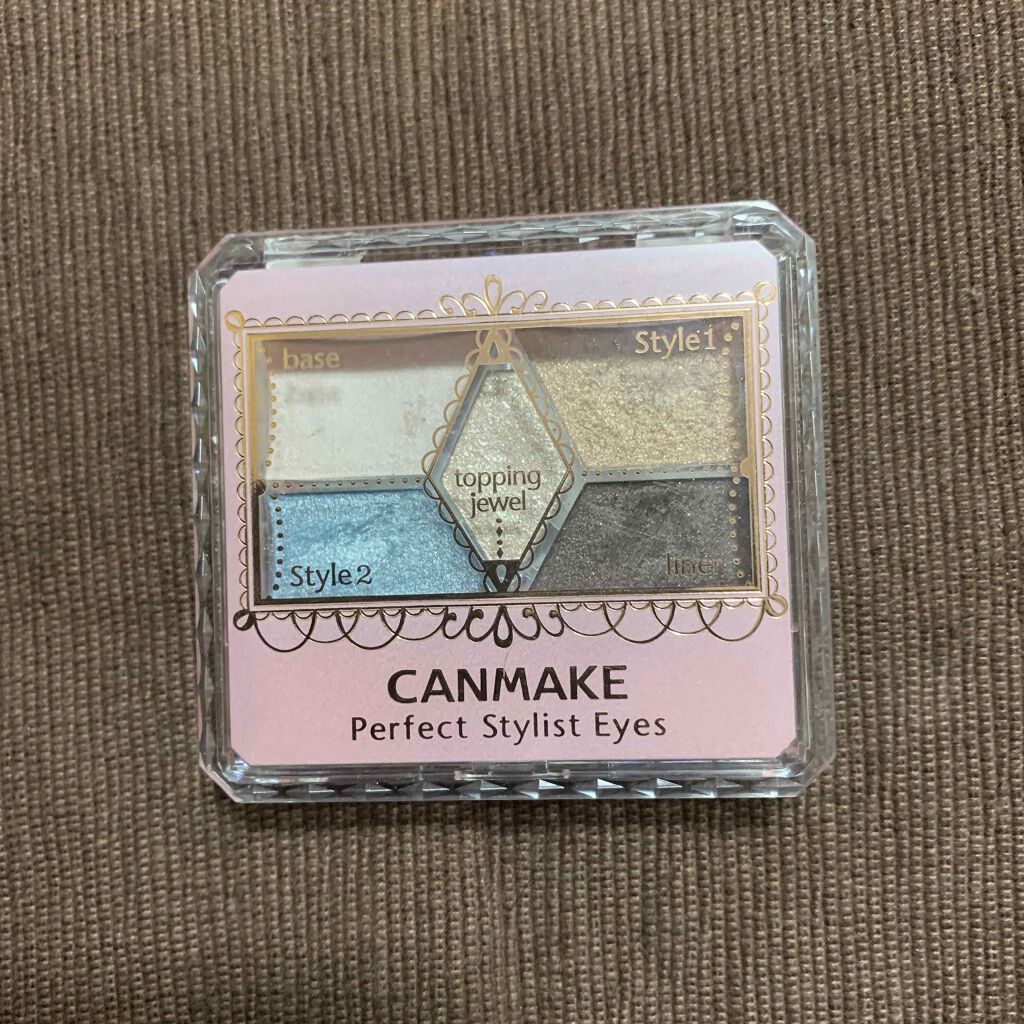 base
Style1
topping
jewel
Style2
liner
CANMAKE
Perfect Stylist Eyes